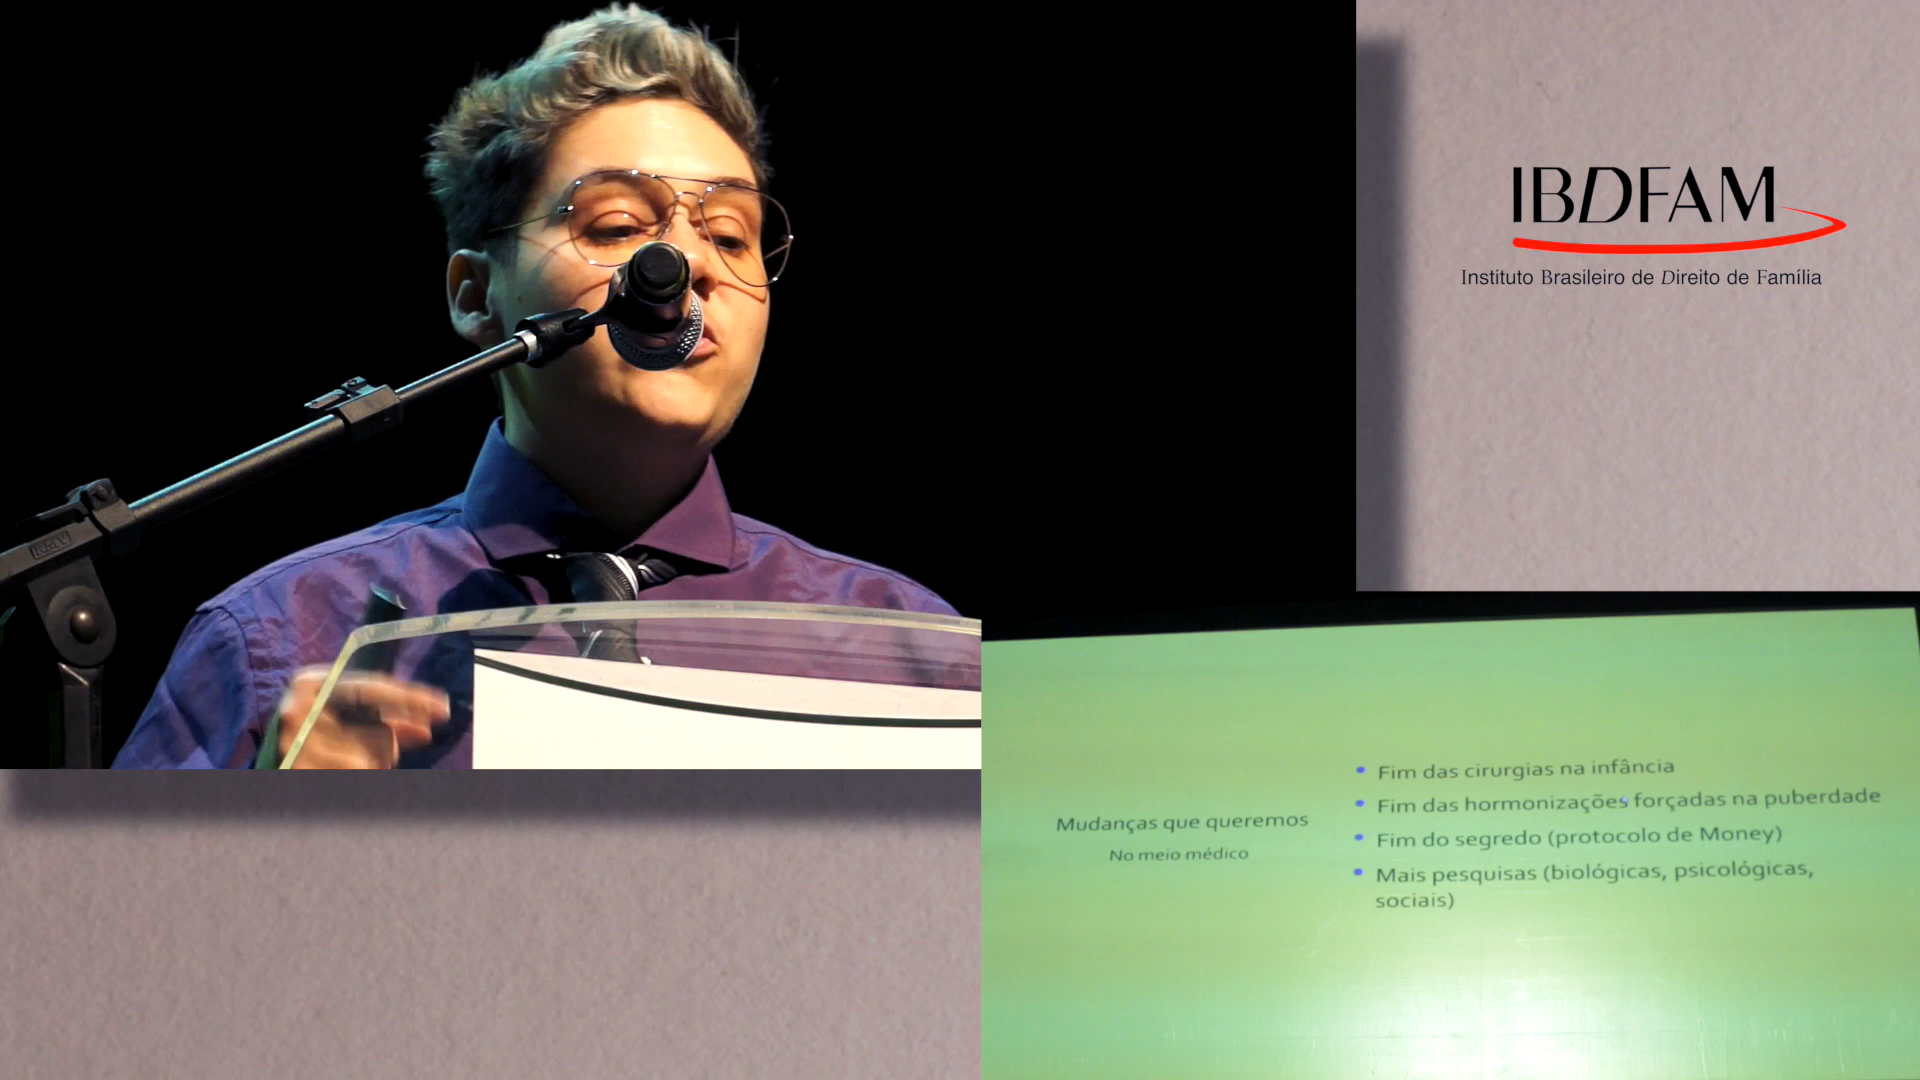 IBDFAM
Instituto Brasileiro de Direito de Família
Mudanças que queremos
No meio médico
Fim das cirurgias na infância
Fim das hormonizações forçadas na puberdade
Fim do segredo (protocolo de Money)
Mais pesquisas (biológicas, psicológicas,
sociais)